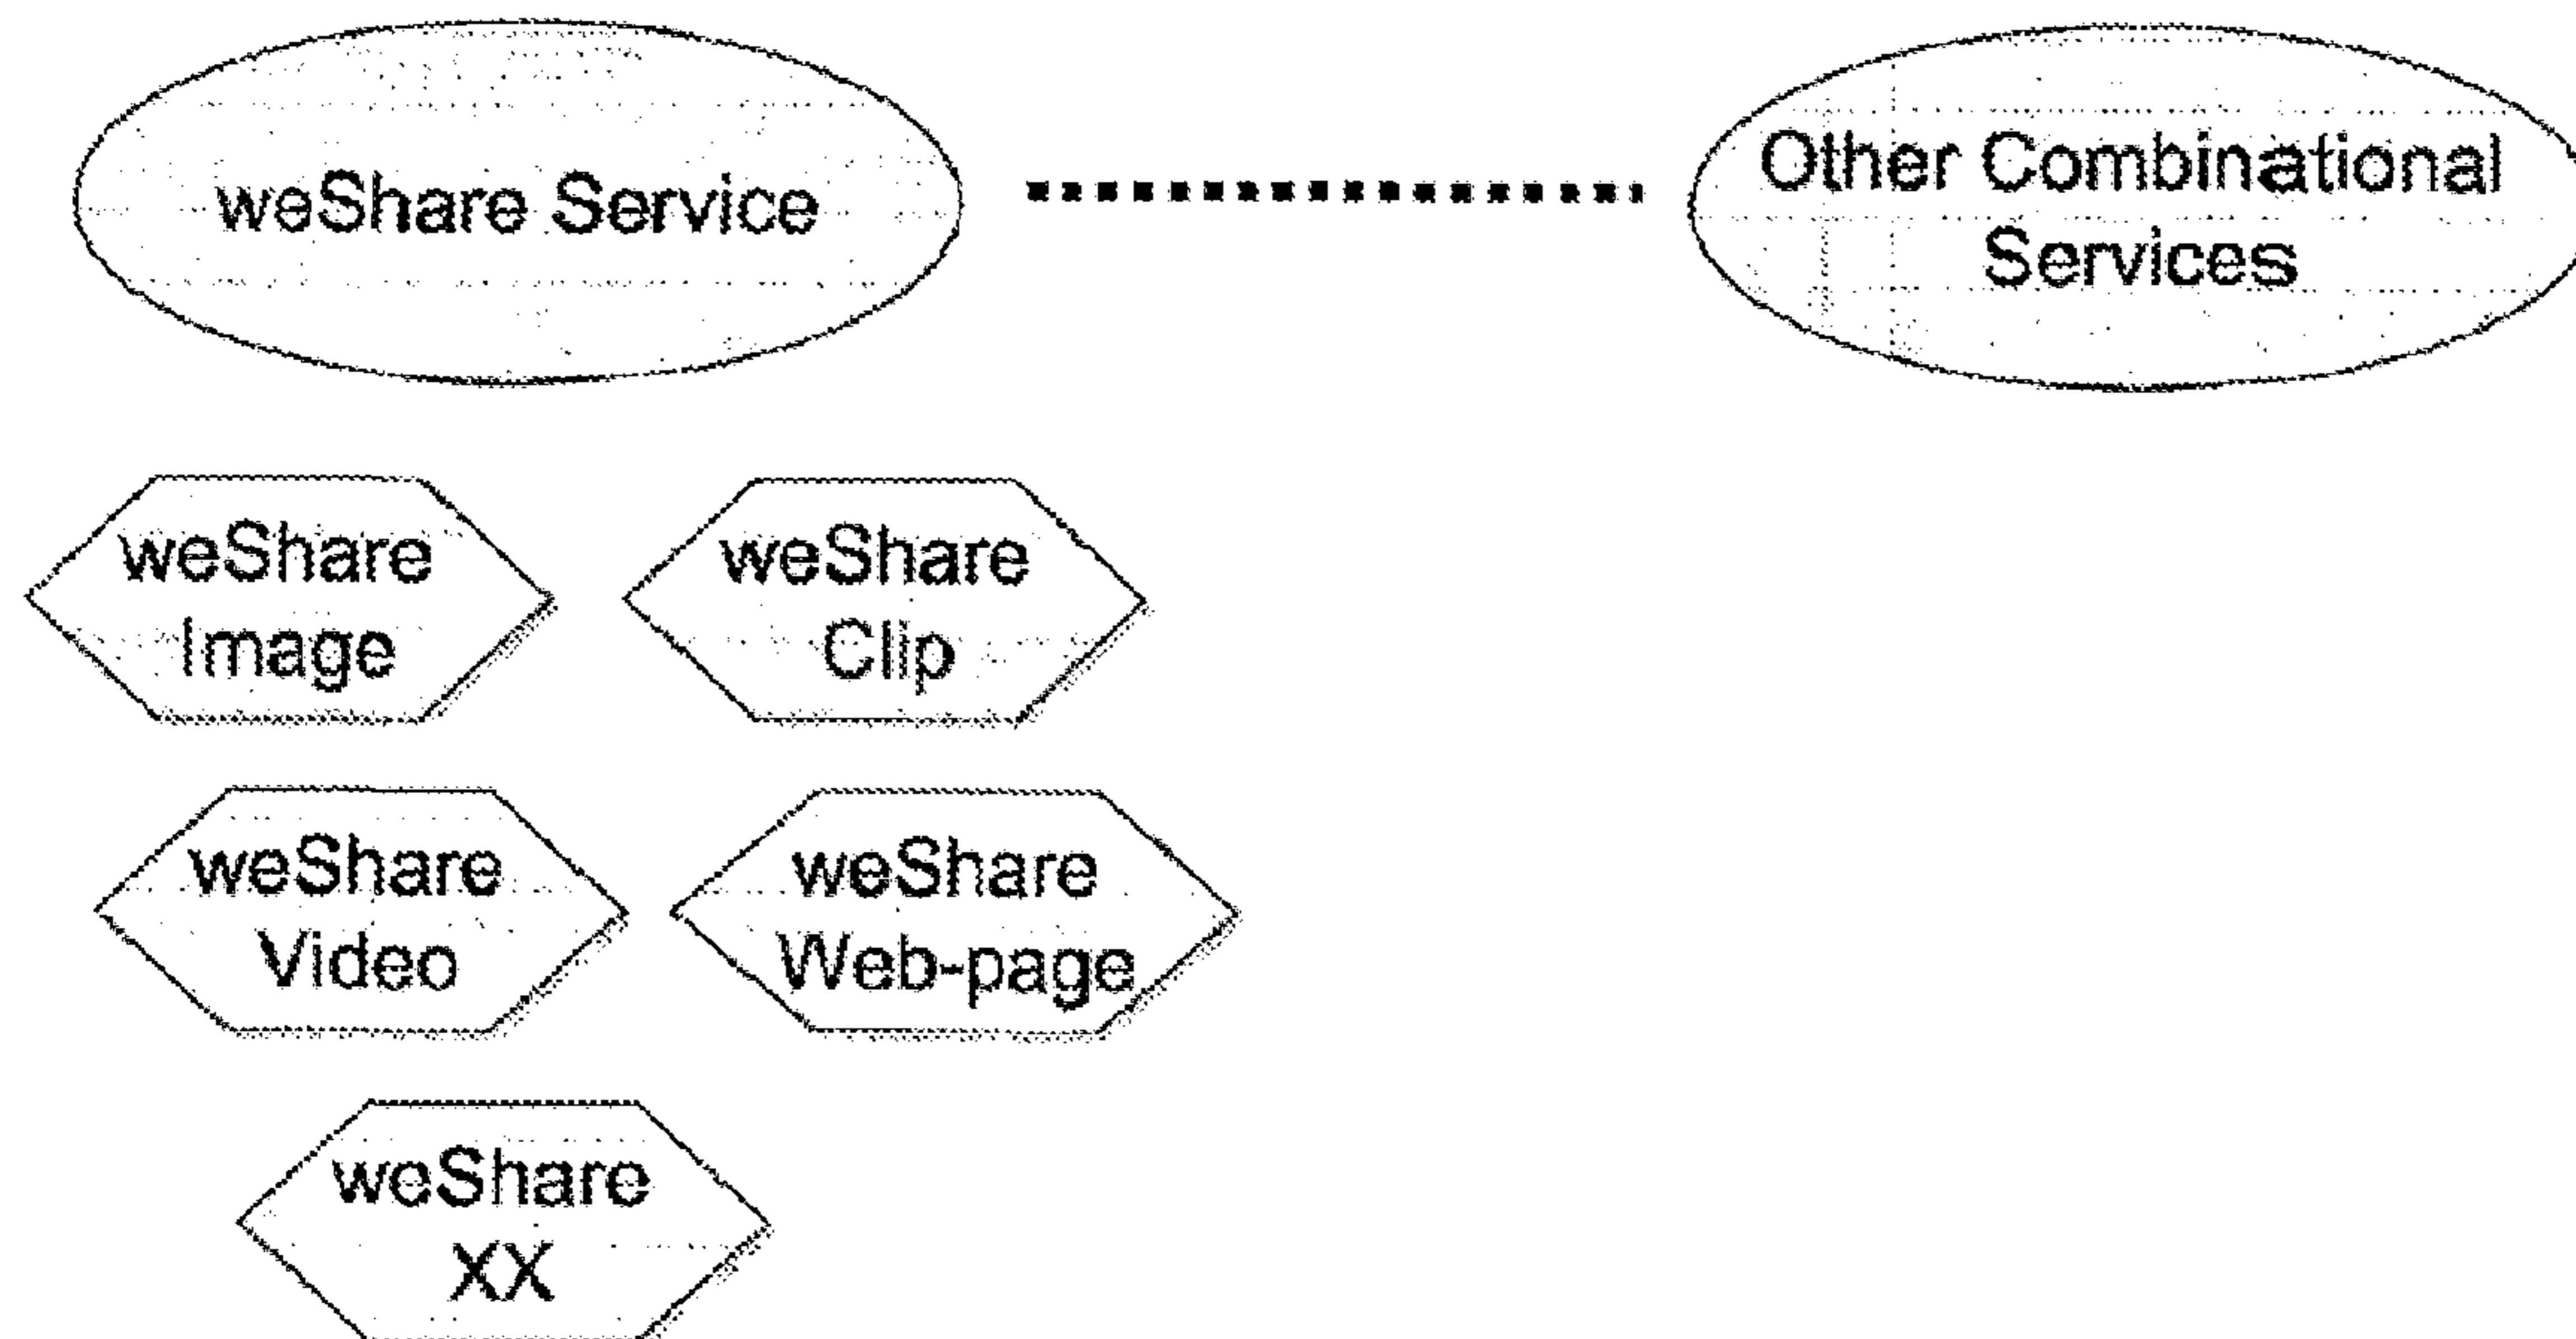 weShare Service
Other Combinational
Services
weShare
Image
weShare
Clip
weShare
Video
weShare
Web-page
weShare
XX